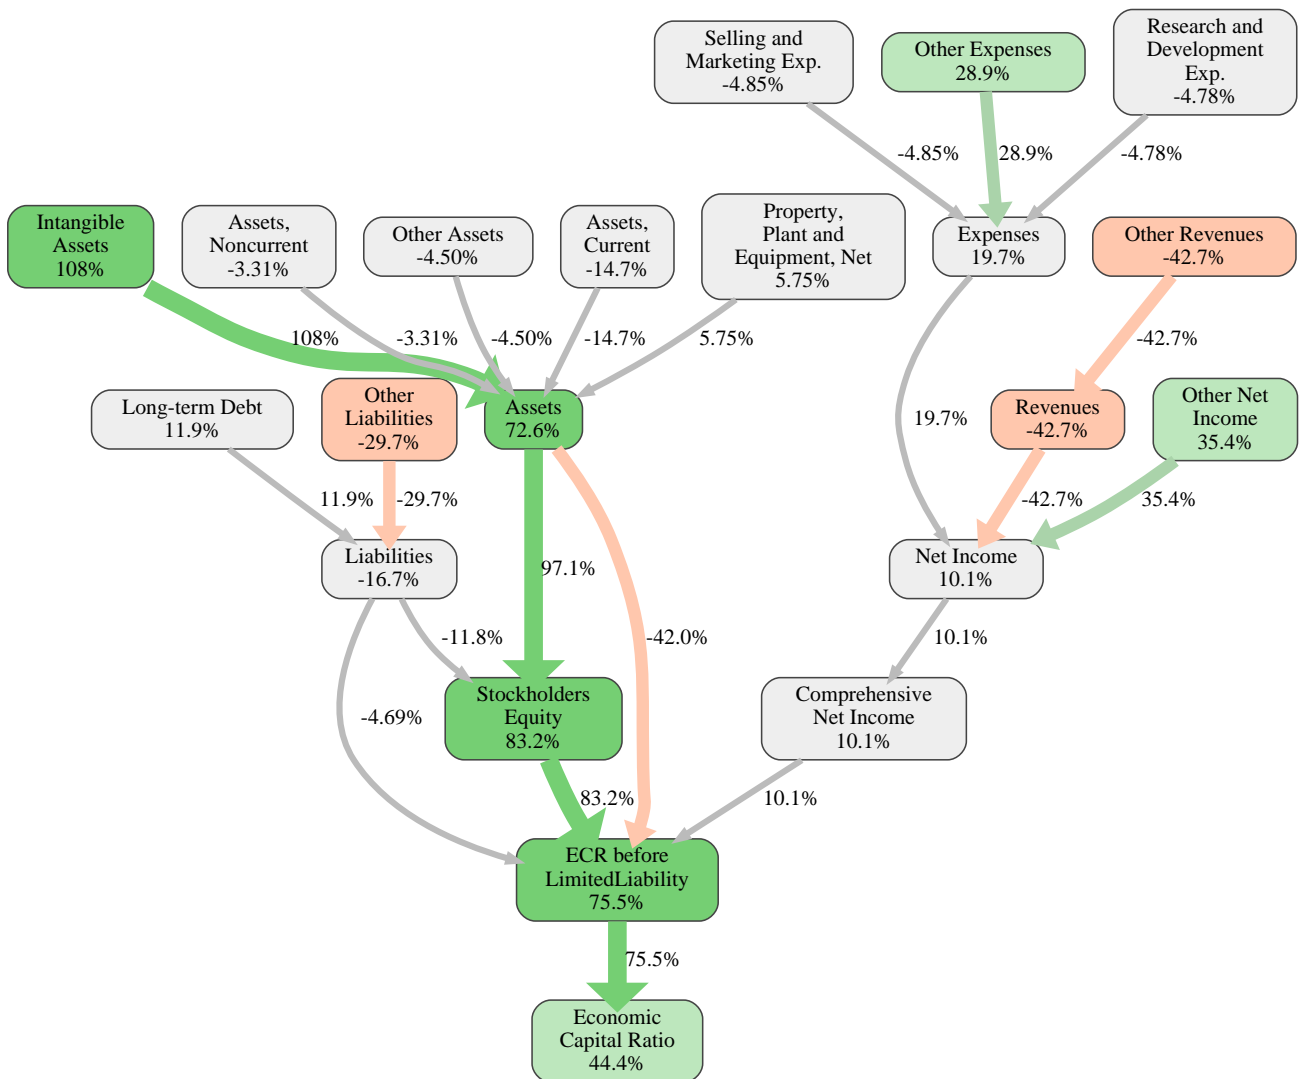 Selling and
Marketing Exp.
-4.85%
Other Expenses
28.9%
Research and
Development
Exp.
-4.78%
-4.85%
28.9%
-4.78%
Intangible
Assets
108%
Assets,
Noncurrent
-3.31%
Other Assets
-4.50%
Assets,
Current
-14.7%
Property,
Plant and
Equipment, Net
5.75%
Expenses
19.7%
Other Revenues
-42.7%
108%
-3.31%
-4.50%
-14.7%
5.75%
-42.7%
Long-term Debt
11.9%
Other
Liabilities
-29.7%
Assets
72.6%
19.7%
Revenues
-42.7%
Other Net
Income
35.4%
11.9%
-29.7%
-42.7%
35.4%
Liabilities
-16.7%
97.1%
Net Income
10.1%
-11.8%
-42.0%
10.1%
-4.69%
Stockholders
Equity
83.2%
Comprehensive
Net Income
10.1%
83.2%
10.1%
ECR before
LimitedLiability
75.5%
75.5%
Economic
Capital Ratio
44.4%